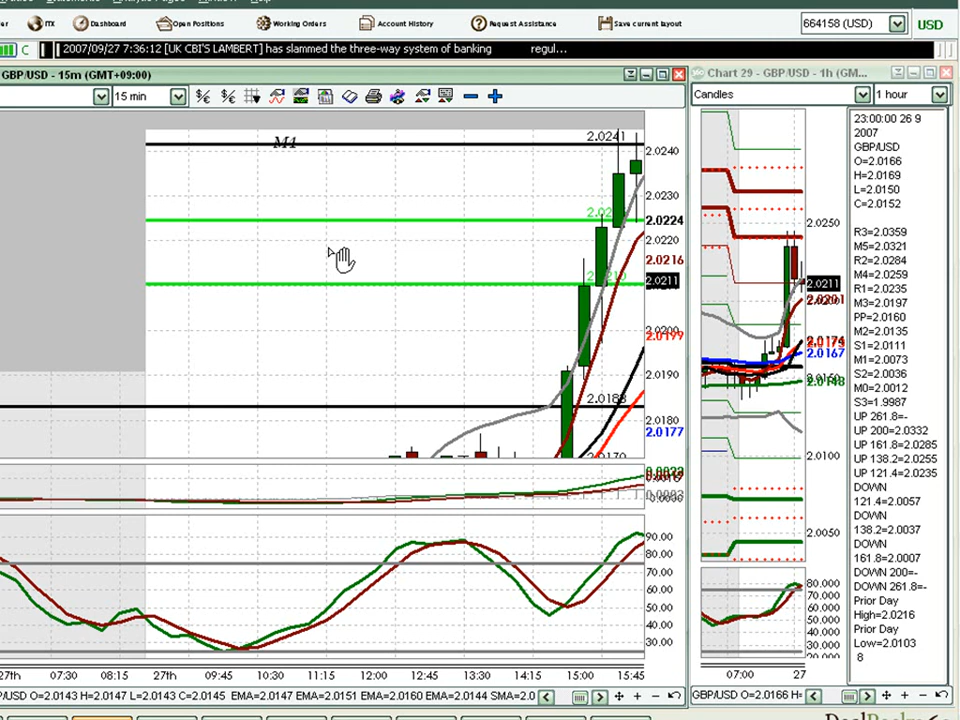 ITX Dashboard Open Positions Working Orders Account History Request Assistance Save current layout 664158 (USD) USD
C 2007/09/27 7:36:12 [UK CBI'S LAMBERT] has slammed the three-way system of banking regul...
GBP/USD - 15m (GMT+09:00)
Chart 29 - GBP/USD - 1h (GM...
15 min
Candles 1 hour
M4
2.0241
2.0240
2.0230
2.0224
2.0220
2.0216
2.0211
2.0200
2.0199
2.0190
2.0188
2.0180
2.0177
2.0170
90.00
80.00
70.00
60.00
50.00
40.00
30.00
27th 07:30 08:15 27th 09:45 10:30 11:15 12:00 12:45 13:30 14:15 15:00 15:45
/USD O=2.0143 H=2.0147 L=2.0143 C=2.0143 EMA=2.0147 EMA=2.0151 EMA=2.0160 EMA=2.0144 SMA=2.0
2.0250
2.0211
2.0201
2.0174
2.0167
2.0148
2.0100
2.0050
80.000
70.000
60.000
50.000
40.000
30.000
20.000
07:00 27
GBP/USD O=2.0166 H=
23:00:00 26 9
2007
GBP/USD
O=2.0166
H=2.0169
L=2.0150
C=2.0152
R3=2.0359
M5=2.0321
R2=2.0284
M4=2.0259
R1=2.0235
M3=2.0197
PP=2.0160
M2=2.0135
S1=2.0111
M1=2.0073
S2=2.0036
M0=2.0012
S3=1.9987
UP 261.8=-
UP 200=2.0332
UP 161.8=2.0285
UP 138.2=2.0255
UP 121.4=2.0235
DOWN
121.4=2.0057
DOWN
138.2=2.0037
DOWN
161.8=2.0007
DOWN 200=-
DOWN 261.8=-
Prior Day
High=2.0216
Prior Day
Low=2.0103
8